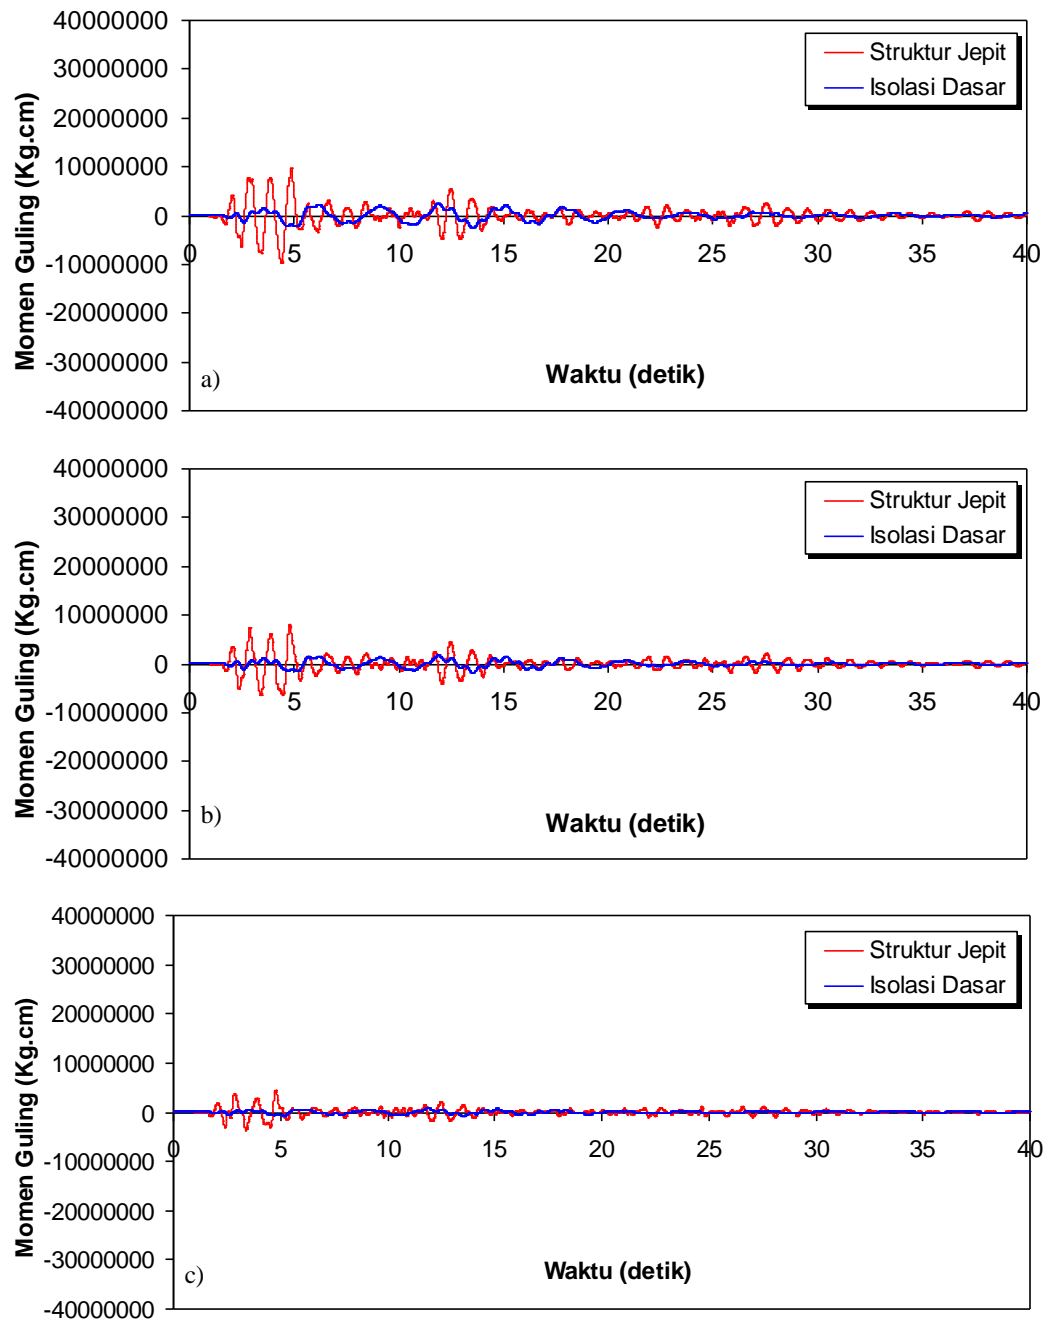 40000000
30000000
20000000
10000000
0
-10000000
-20000000
-30000000
-40000000
Momen Guling (Kg.cm)
0 5 10 15 20 25 30 35 40
Waktu (detik)
Struktur Jepit
Isolasi Dasar
a)
40000000
30000000
20000000
10000000
0
-10000000
-20000000
-30000000
-40000000
Momen Guling (Kg.cm)
0 5 10 15 20 25 30 35 40
Waktu (detik)
Struktur Jepit
Isolasi Dasar
b)
40000000
30000000
20000000
10000000
0
-10000000
-20000000
-30000000
-40000000
Momen Guling (Kg.cm)
0 5 10 15 20 25 30 35 40
Waktu (detik)
Struktur Jepit
Isolasi Dasar
c)